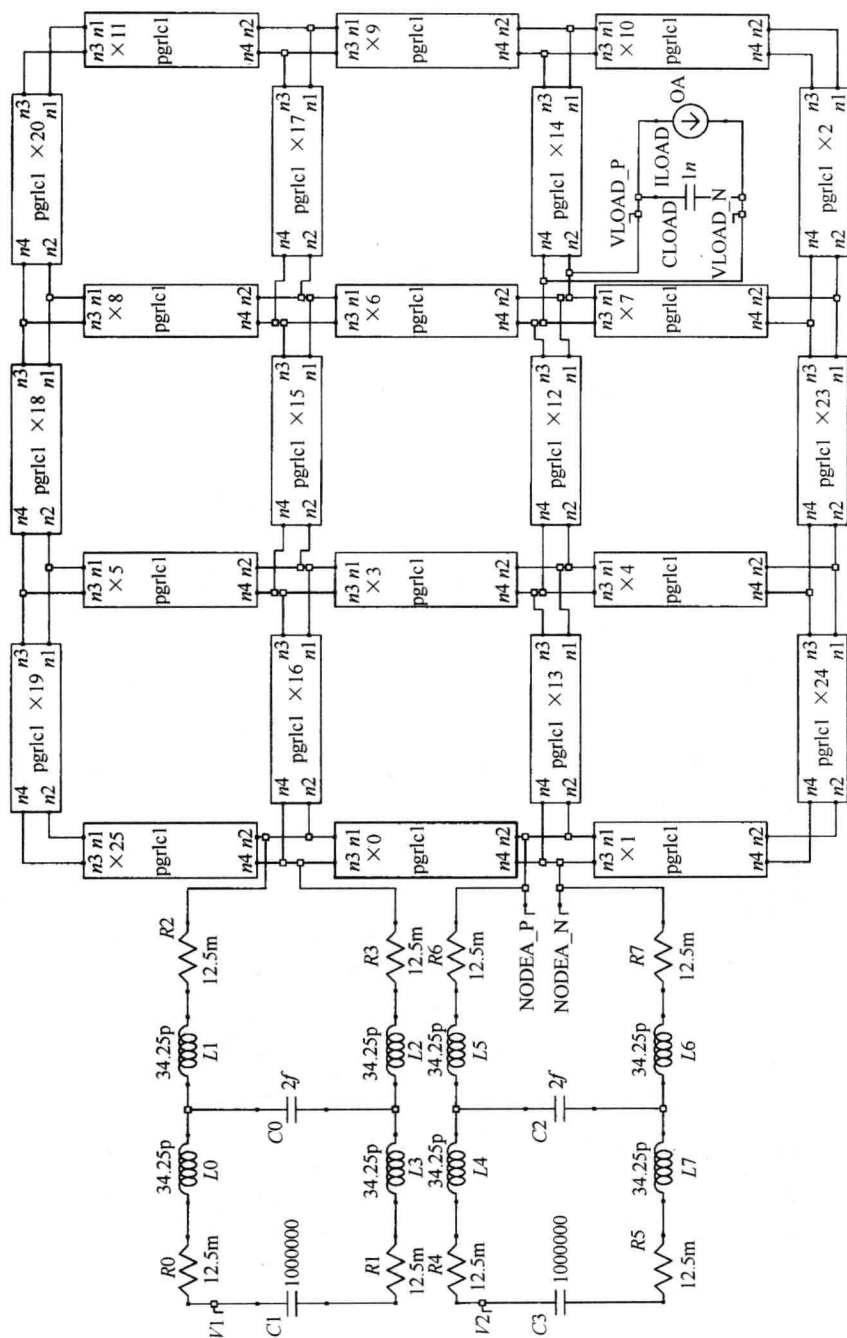 n3 n1
×11
pgrlc1
n4 n2
n3 n1
×9
pgrlc1
n4 n2
n3 n1
×10
pgrlc1
n4 n2
n3
n1
pgrlc1 ×20
n4
n2
n3
n1
pgrlc1 ×17
n4
n2
n3
n1
pgrlc1 ×14
n4
n2
n3
n1
pgrlc1 ×2
n4
n2
VLOAD_P
ILOAD
OA
CLOAD
1n
VLOAD_N
n3 n1
×8
pgrlc1
n4 n2
n3 n1
×6
pgrlc1
n4 n2
n3 n1
×7
pgrlc1
n4 n2
n3
n1
pgrlc1 ×18
n4
n2
n3
n1
pgrlc1 ×15
n4
n2
n3
n1
pgrlc1 ×12
n4
n2
n3
n1
pgrlc1 ×23
n4
n2
n3 n1
×5
pgrlc1
n4 n2
n3 n1
×3
pgrlc1
n4 n2
n3 n1
×4
pgrlc1
n4 n2
n3
n1
pgrlc1 ×19
n4
n2
n3
n1
pgrlc1 ×16
n4
n2
n3
n1
pgrlc1 ×13
n4
n2
n3
n1
pgrlc1 ×24
n4
n2
n3 n1
×25
pgrlc1
n4 n2
n3 n1
×0
pgrlc1
n4 n2
n3 n1
×1
pgrlc1
n4 n2
R2
12.5m
R3
12.5m
R6
12.5m
NODEA_P
NODEA_N
R7
12.5m
34.25p
L1
34.25p
L2
34.25p
L5
34.25p
L6
C0
2f
C2
2f
34.25p
L0
34.25p
L3
34.25p
L4
34.25p
L7
R0
12.5m
R1
12.5m
R4
12.5m
R5
12.5m
V1
C1
1000000
V2
C3
1000000